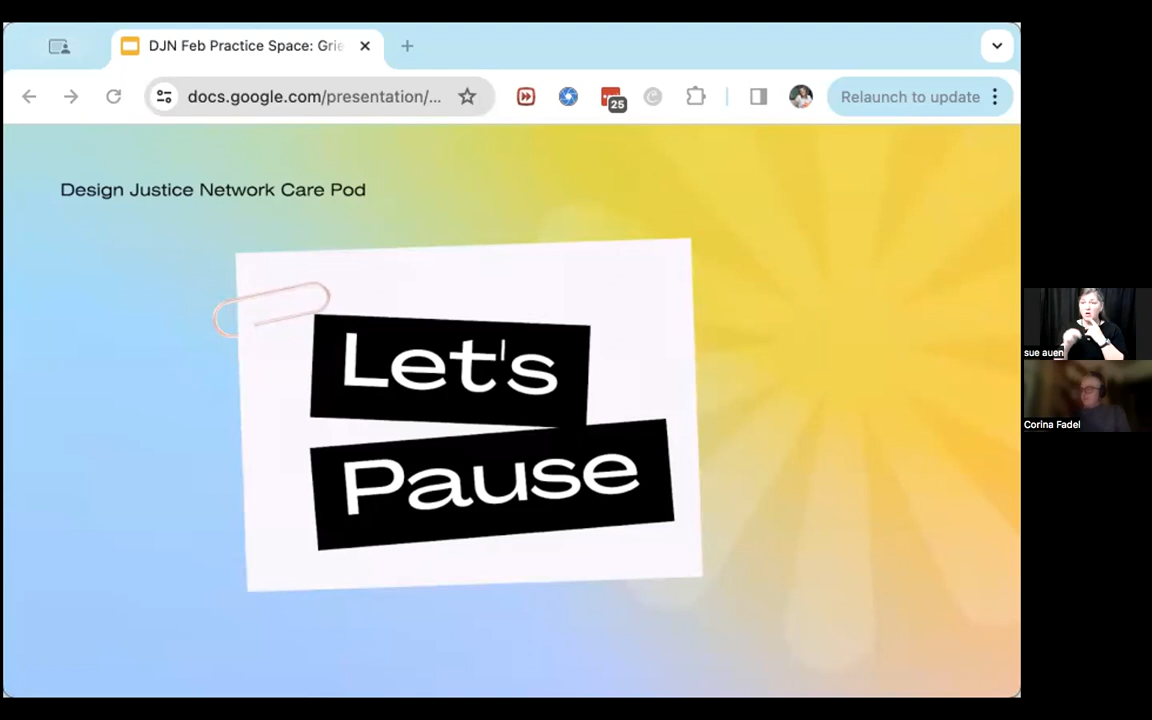 DJN Feb Practice Space: Grie
docs.google.com/presentation/...
25
Relaunch to update
Design Justice Network Care Pod
Let's
Pause
sue auen
Corina Fadel